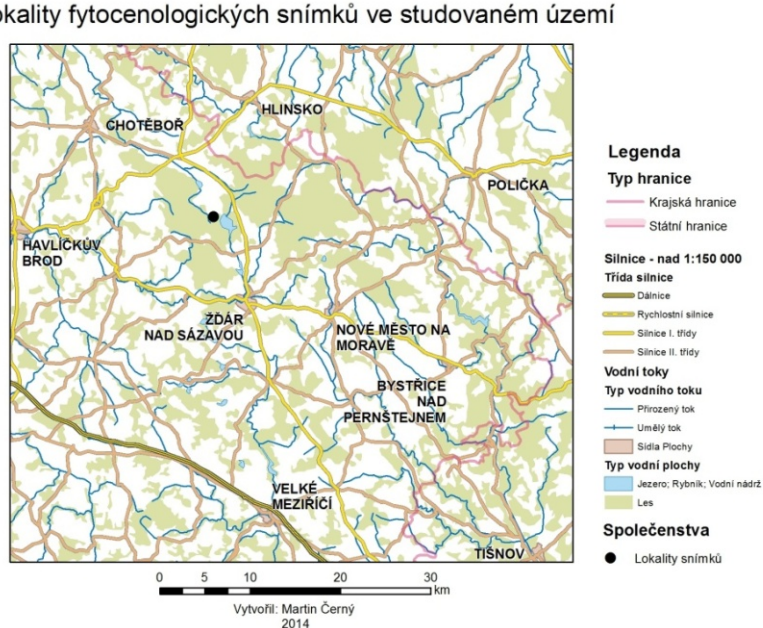 okality fytocenologických snímků ve studovaném území
HLINSKO
CHOTĚBOŘ
POLIČKA
HAVLÍČKŮV
BROD
ŽĎÁR
NAD SÁZAVOU
NOVÉ MĚSTO NA
MORAVĚ
BYSTŘICE
NAD
PERNŠTEJNEM
VELKÉ
MEZIŘÍČÍ
TIŠNOV
Legenda
Typ hranice
Krajská hranice
Státní hranice
Silnice - nad 1:150 000
Třída silnice
Dálnice
Rychlostní silnice
Silnice I. třídy
Silnice II. třídy
Vodní toky
Typ vodního toku
Přirozený tok
Umělý tok
Sídla Plochy
Typ vodní plochy
Jezero; Rybník; Vodní nádrž
Les
Společenstva
Lokality snímků
0 5 10 20 30
km
Vytvořil: Martin Černý
2014